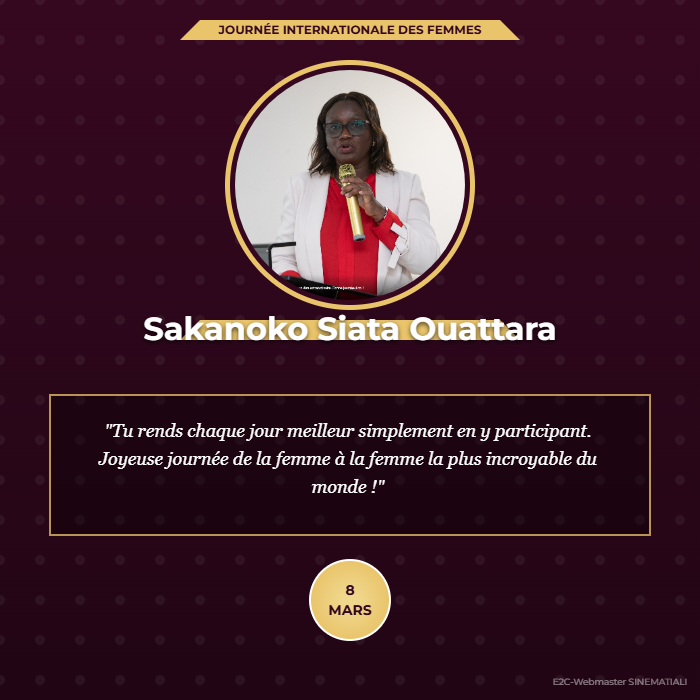 JOURNÉE INTERNATIONALE DES FEMMES
Sakanoko Siata Ouattara
"Tu rends chaque jour meilleur simplement en y participant.
Joyeuse journée de la femme à la femme la plus incroyable du
monde !"
8
MARS
E2C-Webmaster SINEMATIALI